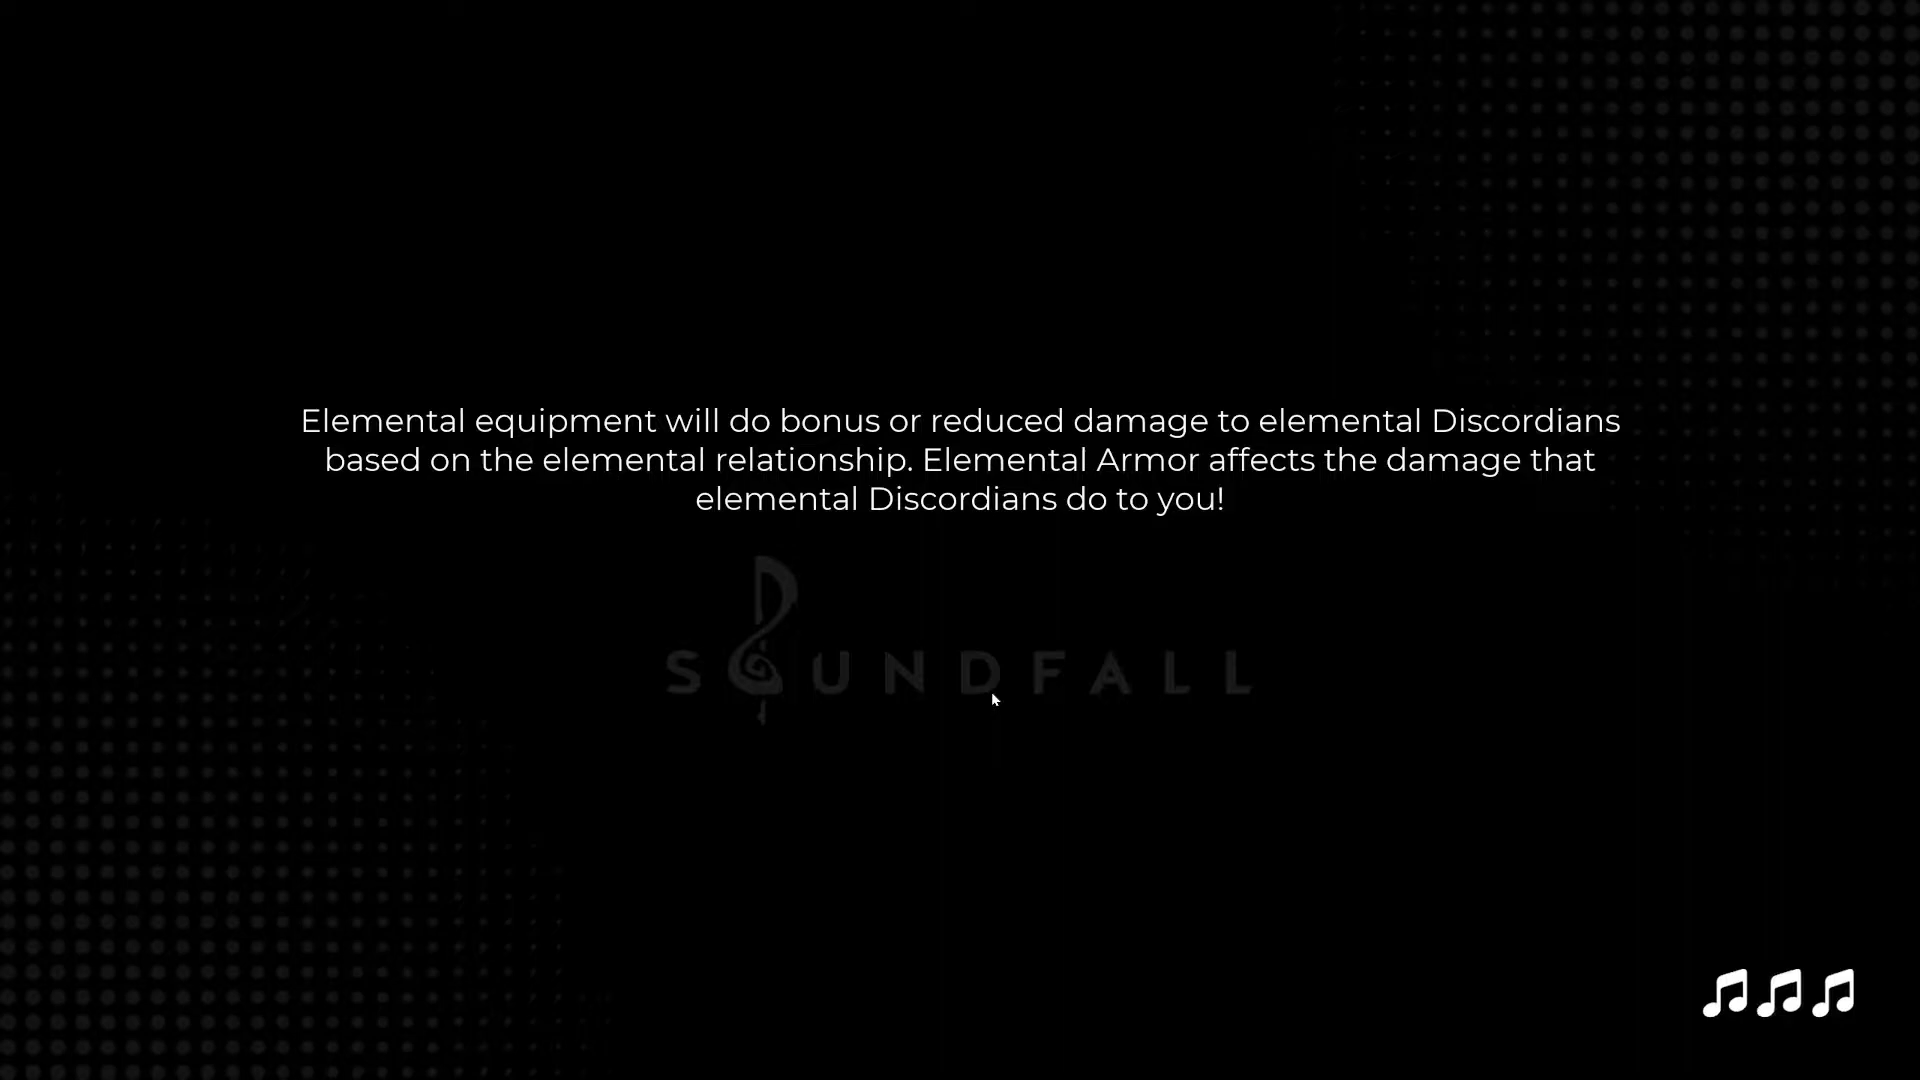 Elemental equipment will do bonus or reduced damage to elemental Discordians
based on the elemental relationship. Elemental Armor affects the damage that
elemental Discordians do to you!
SOUNDFALL